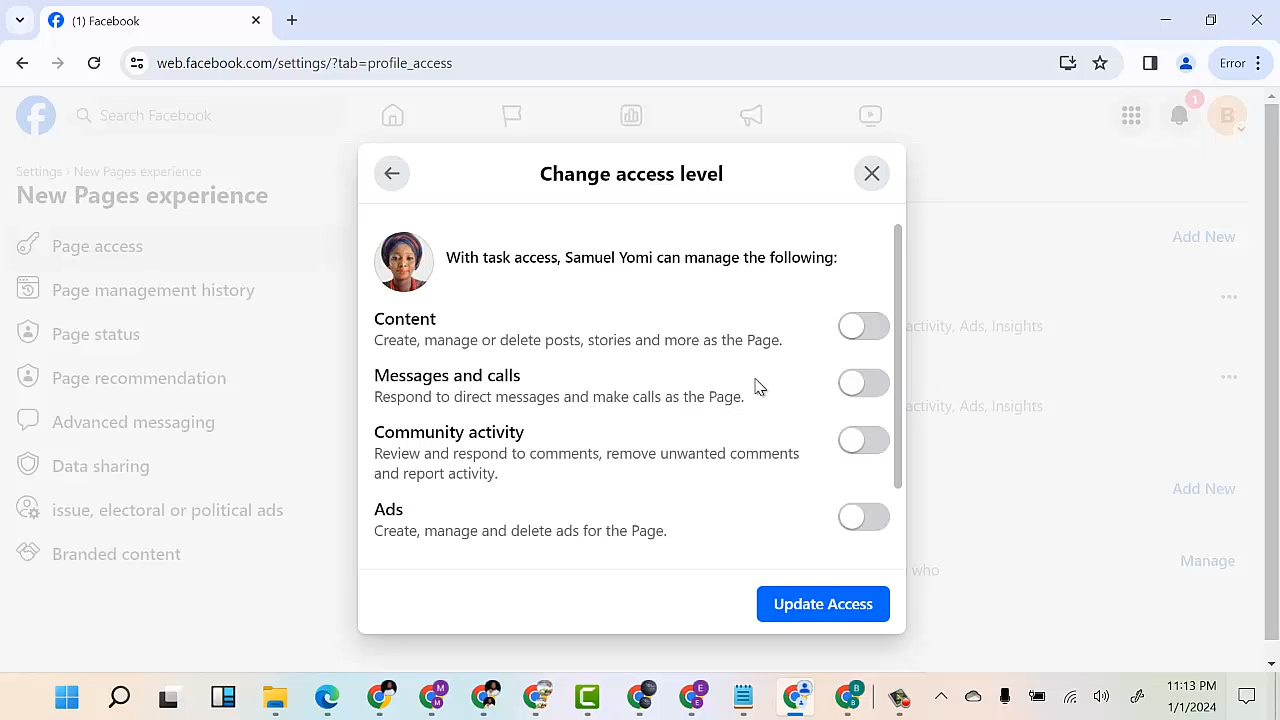 (1) Facebook
web.facebook.com/settings/?tab=profile_access
Error
Search Facebook
1
B
Settings › New Pages experience
New Pages experience
Page access
Page management history
Page status
Page recommendation
Advanced messaging
Data sharing
issue, electoral or political ads
Branded content
Change access level
With task access, Samuel Yomi can manage the following:
Content
Create, manage or delete posts, stories and more as the Page.
Messages and calls
Respond to direct messages and make calls as the Page.
Community activity
Review and respond to comments, remove unwanted comments
and report activity.
Ads
Create, manage and delete ads for the Page.
Update Access
Add New
activity, Ads, Insights
activity, Ads, Insights
Add New
Manage
who
M
M
E
E
B
B
11:13 PM
1/1/2024